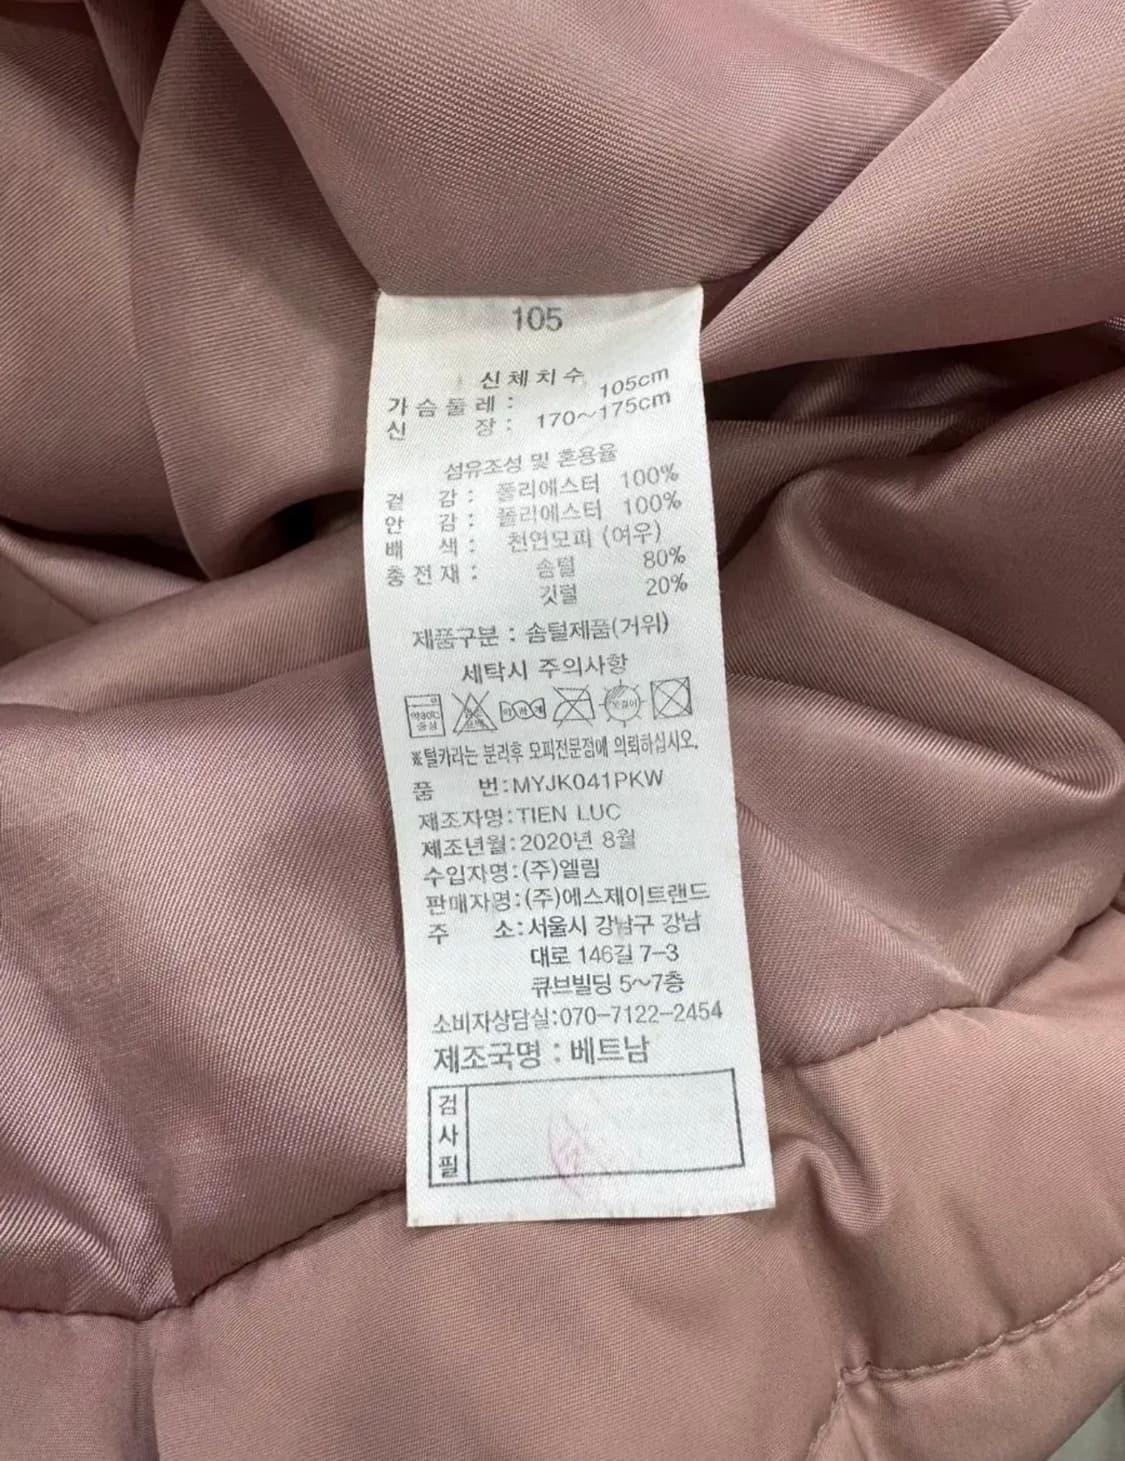 105
신체치수
가슴둘레: 105cm
신 장: 170~175cm
섬유조성 및 혼용율
겉 감: 폴리에스터 100%
안 감: 폴리에스터 100%
배 색: 천연모피 (여우)
충전재: 솜털 80%
깃털 20%
제품구분 : 솜털제품(거위)
세탁시 주의사항
약30℃ 중성
※털카라는 분리후 모피전문점에 의뢰하십시오.
품 번:MYJK041PKW
제조자명:TIEN LUC
제조년월:2020년 8월
수입자명:(주)엘림
판매자명:(주)에스제이트랜드
주 소:서울시 강남구 강남
대로 146길 7-3
큐브빌딩 5~7층
소비자상담실:070-7122-2454
제조국명 : 베트남
검사필